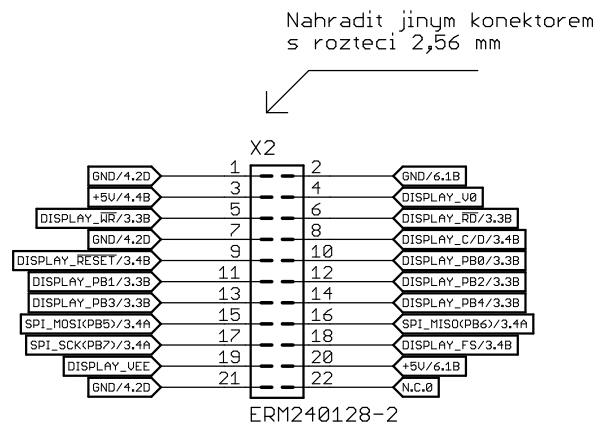 Nahradit jinym konektorem
s rozteci 2,56 mm
X2
GND/4.2D 1 2 GND/6.1B
+5V/4.4B 3 4 DISPLAY_V0
DISPLAY_WR/3.3B 5 6 DISPLAY_RD/3.3B
GND/4.2D 7 8 DISPLAY_C/D/3.4B
DISPLAY_RESET/3.4B 9 10 DISPLAY_PB0/3.3B
DISPLAY_PB1/3.3B 11 12 DISPLAY_PB2/3.3B
DISPLAY_PB3/3.3B 13 14 DISPLAY_PB4/3.3B
SPI_MOSI(PB5)/3.4A 15 16 SPI_MISO(PB6)/3.4A
SPI_SCK(PB7)/3.4A 17 18 DISPLAY_FS/3.4B
DISPLAY_VEE 19 20 +5V/6.1B
GND/4.2D 21 22 N.C.0
ERM240128-2